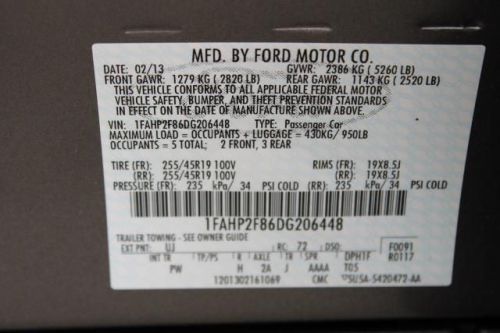 MFD. BY FORD MOTOR CO.
DATE: 02/13 GVWR: 2386 KG ( 5260 LB)
FRONT GAWR: 1279 KG ( 2820 LB) REAR GAWR: 1143 KG ( 2520 LB)
THIS VEHICLE CONFORMS TO ALL APPLICABLE FEDERAL MOTOR
VEHICLE SAFETY, BUMPER, AND THEFT PREVENTION STANDARDS
IN EFFECT ON THE DATE OF MANUFACTURE SHOWN ABOVE.
VIN: 1FAHP2F86DG206448 TYPE: Passenger Car
MAXIMUM LOAD = OCCUPANTS + LUGGAGE = 430KG/ 950LB
OCCUPANTS = 5 TOTAL; 2 FRONT, 3 REAR
TIRE (FR): 255/45R19 100V RIMS (FR): 19X8.5J
(RR): 255/45R19 100V (RR): 19X8.5J
PRESSURE (FR) 235 kPa/ 34 PSI COLD (RR) 235 kPa/ 34 PSI COLD
1FAHP2F86DG206448
TRAILER TOWING - SEE OWNER GUIDE
EXT PNT: UJ RC: 72 DSO: F0091
INT TR TP/PS R AXLE TR SPR DPHTF R0117
PW H 2A J AAAA T05
1201302161069 CMC 5U5A-5420472-AA